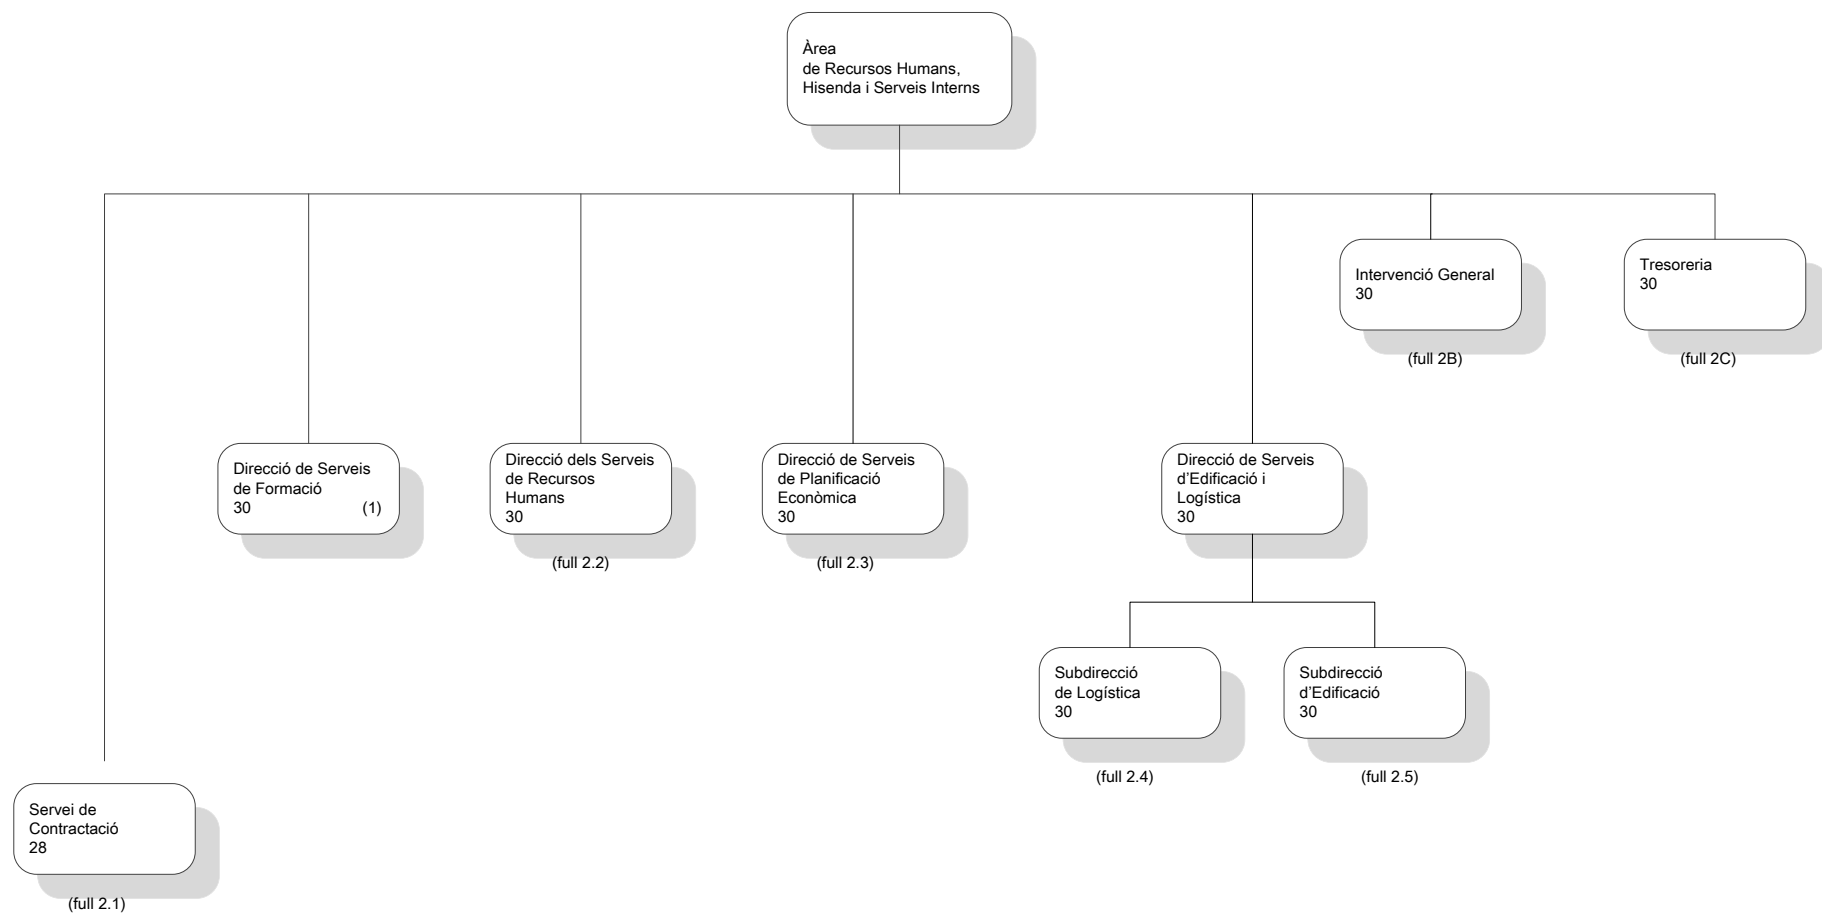 Àrea
de Recursos Humans,
Hisenda i Serveis Interns
Intervenció General
30
(full 2B)
Tresoreria
30
(full 2C)
Direcció de Serveis
de Formació
30 (1)
Direcció dels Serveis
de Recursos
Humans
30
(full 2.2)
Direcció de Serveis
de Planificació
Econòmica
30
(full 2.3)
Direcció de Serveis
d’Edificació i
Logística
30
Subdirecció
de Logística
30
(full 2.4)
Subdirecció
d’Edificació
30
(full 2.5)
Servei de
Contractació
28
(full 2.1)